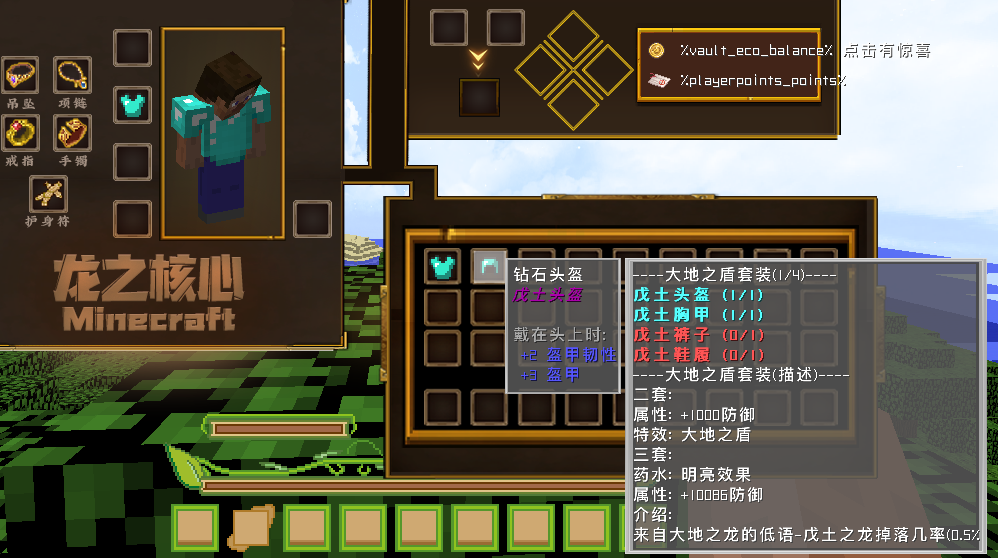 吊坠 项链
戒指 手镯
护身符
龙之核心
Minecraft
%vault_eco_balance% 点击有惊喜
%playerpoints_points%
钻石头盔
戊土头盔
戴在头上时:
+2 盔甲韧性
+3 盔甲
----大地之盾套装(1/4)----
戊土头盔 (1/1)
戊土胸甲 (1/1)
戊土裤子 (0/1)
戊土鞋履 (0/1)
----大地之盾套装(描述)----
二套:
属性: +1000防御
特效: 大地之盾
三套:
药水: 明亮效果
属性: +10086防御
介绍:
来自大地之龙的低语-戊土之龙掉落几率(0.5%